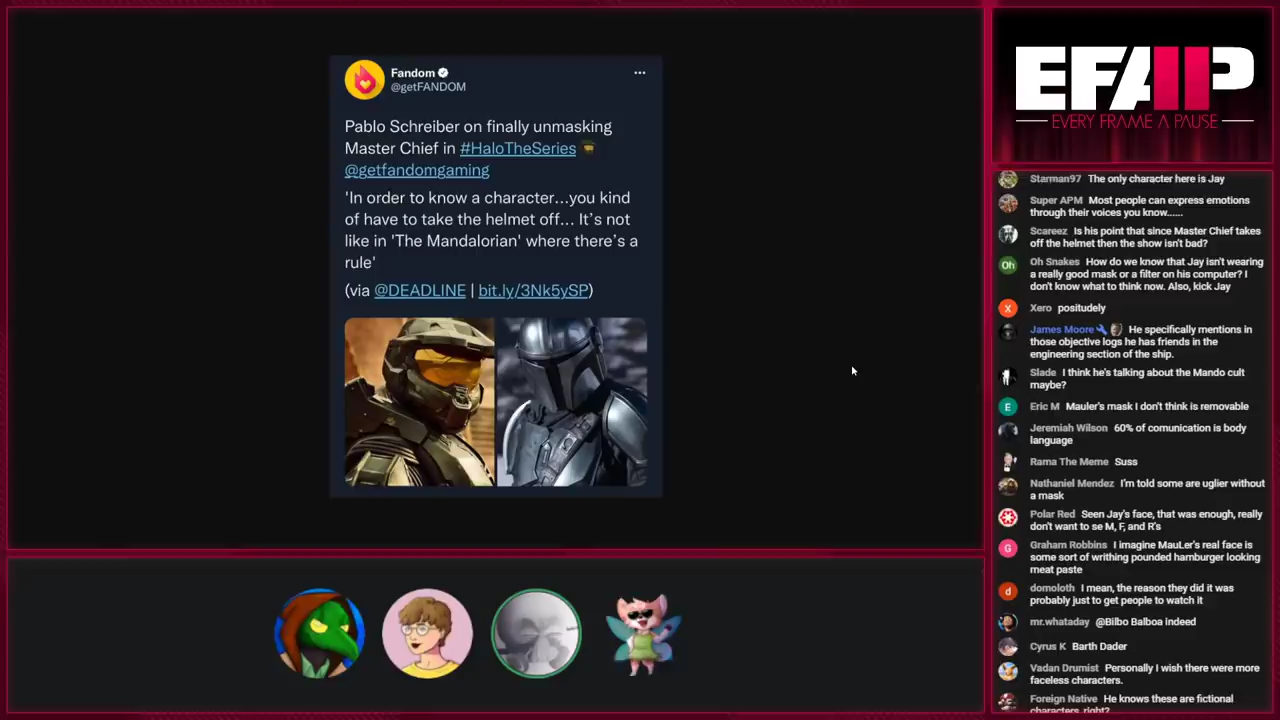 Fandom
@getFANDOM
Pablo Schreiber on finally unmasking
Master Chief in #HaloTheSeries
@getfandomgaming
'In order to know a character...you kind
of have to take the helmet off... It's not
like in 'The Mandalorian' where there's a
rule'
(via @DEADLINE | bit.ly/3Nk5ySP)
EFAP
EVERY FRAME A PAUSE
Starman97 The only character here is Jay
Super APM Most people can express emotions
through their voices you know......
Scareez Is his point that since Master Chief takes
off the helmet then the show isn't bad?
Oh
Oh Snakes How do we know that Jay isn't wearing
a really good mask or a filter on his computer? I
don't know what to think now. Also, kick Jay
X
Xero positudely
James Moore He specifically mentions in
those objective logs he has friends in the
engineering section of the ship.
Slade I think he's talking about the Mando cult
maybe?
E
Eric M Mauler's mask I don't think is removable
Jeremiah Wilson 60% of comunication is body
language
Rama The Meme Suss
Nathaniel Mendez I'm told some are uglier without
a mask
Polar Red Seen Jay's face, that was enough, really
don't want to se M, F, and R's
G
Graham Robbins I imagine MauLer's real face is
some sort of writhing pounded hamburger looking
meat paste
d
domoloth I mean, the reason they did it was
probably just to get people to watch it
mr.whataday @Bilbo Balboa indeed
Cyrus K Barth Dader
Vadan Drumist Personally I wish there were more
faceless characters.
Foreign Native He knows these are fictional
characters, right?